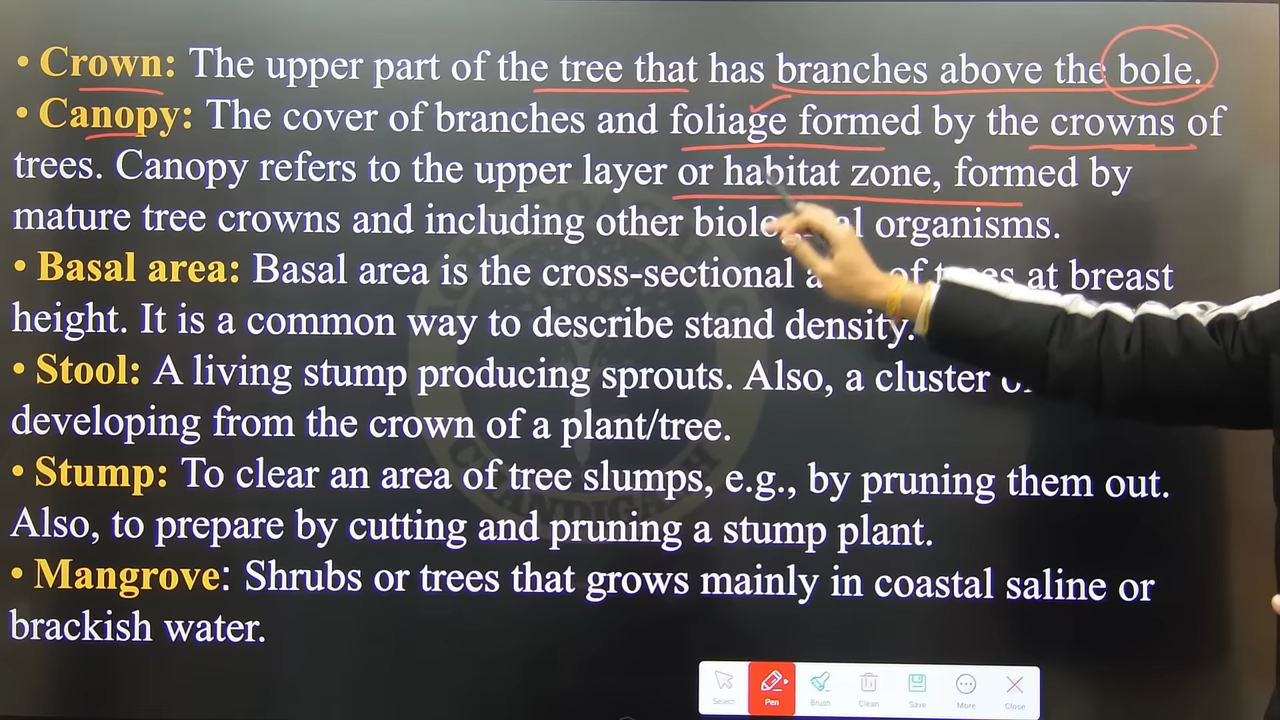 • Crown: The upper part of the tree that has branches above the bole.
• Canopy: The cover of branches and foliage formed by the crowns of
trees. Canopy refers to the upper layer or habitat zone, formed by
mature tree crowns and including other biological organisms.
• Basal area: Basal area is the cross-sectional of trees at breast
height. It is a common way to describe stand density.
• Stool: A living stump producing sprouts. Also, a cluster
developing from the crown of a plant/tree.
• Stump: To clear an area of tree slumps, e.g., by pruning them out.
Also, to prepare by cutting and pruning a stump plant.
• Mangrove: Shrubs or trees that grows mainly in coastal saline or
brackish water.
Select Pen Brush Clean Save More Close